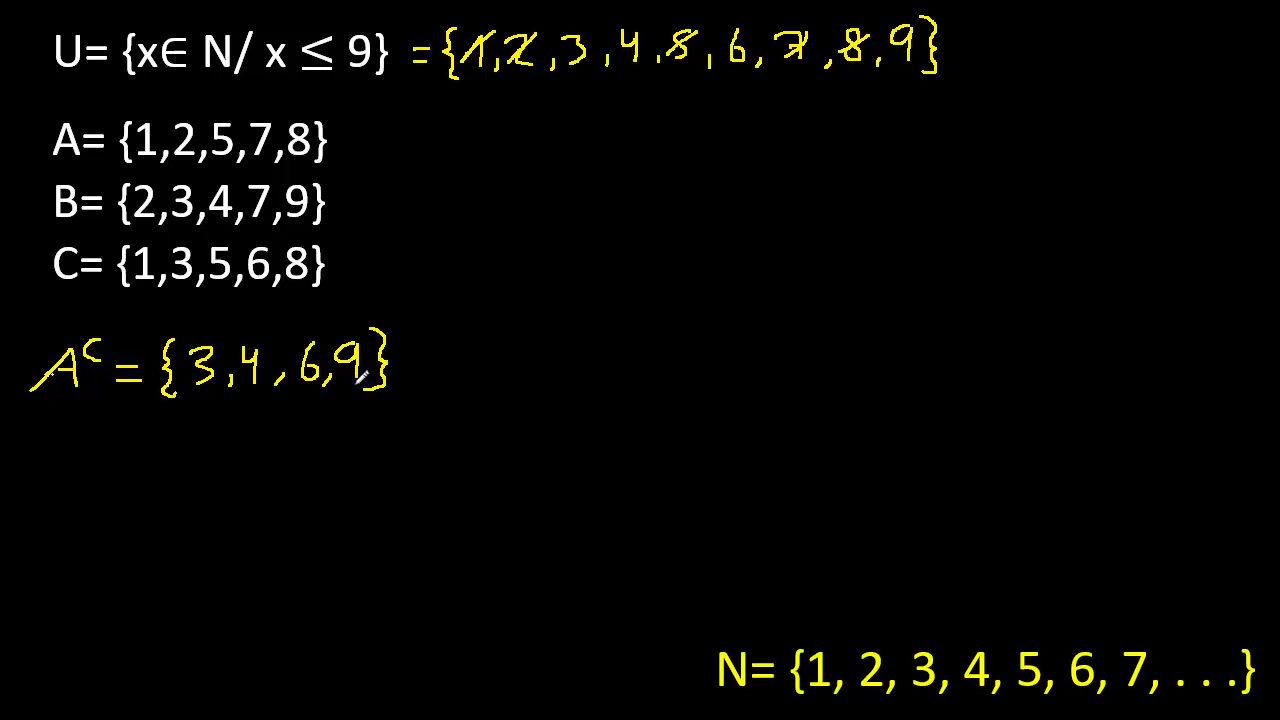 U= {x∈ N/ x ≤ 9} = {1,2,3,4,5,6,7,8,9}
A= {1,2,5,7,8}
B= {2,3,4,7,9}
C= {1,3,5,6,8}
A^C = {3,4,6,9}
N= {1, 2, 3, 4, 5, 6, 7, . . .}